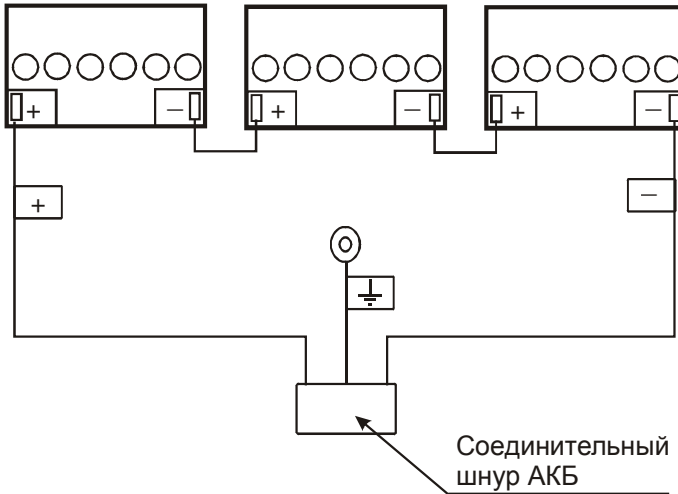 + − + − + −
+ −
Соединительный
шнур АКБ